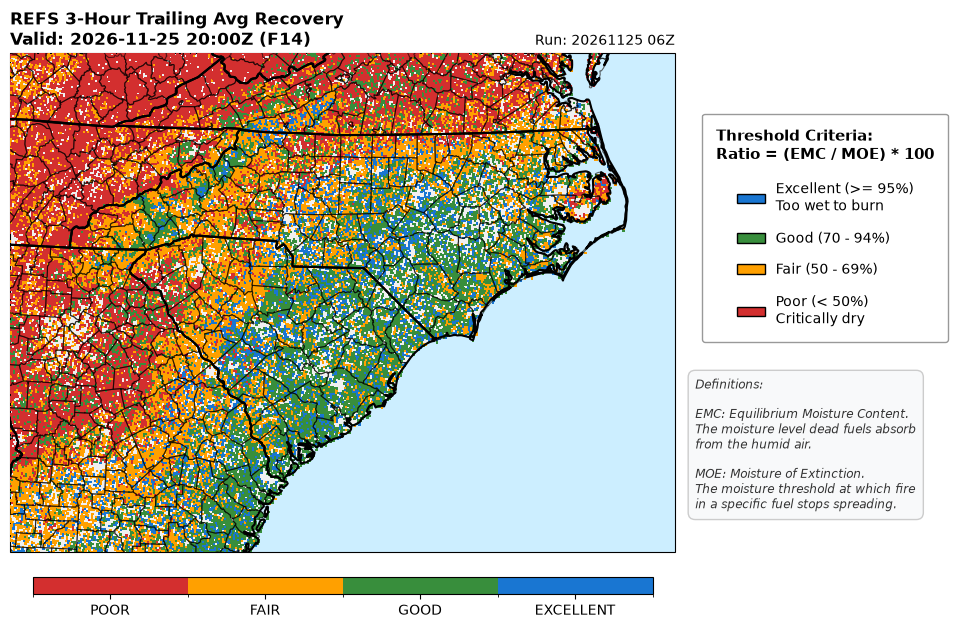 REFS 3-Hour Trailing Avg Recovery
Valid: 2026-11-25 20:00Z (F14)
Run: 20261125 06Z
Threshold Criteria:
Ratio = (EMC / MOE) * 100
Excellent (>= 95%)
Too wet to burn
Good (70 - 94%)
Fair (50 - 69%)
Poor (< 50%)
Critically dry
Definitions:
EMC: Equilibrium Moisture Content.
The moisture level dead fuels absorb
from the humid air.
MOE: Moisture of Extinction.
The moisture threshold at which fire
in a specific fuel stops spreading.
POOR
FAIR
GOOD
EXCELLENT